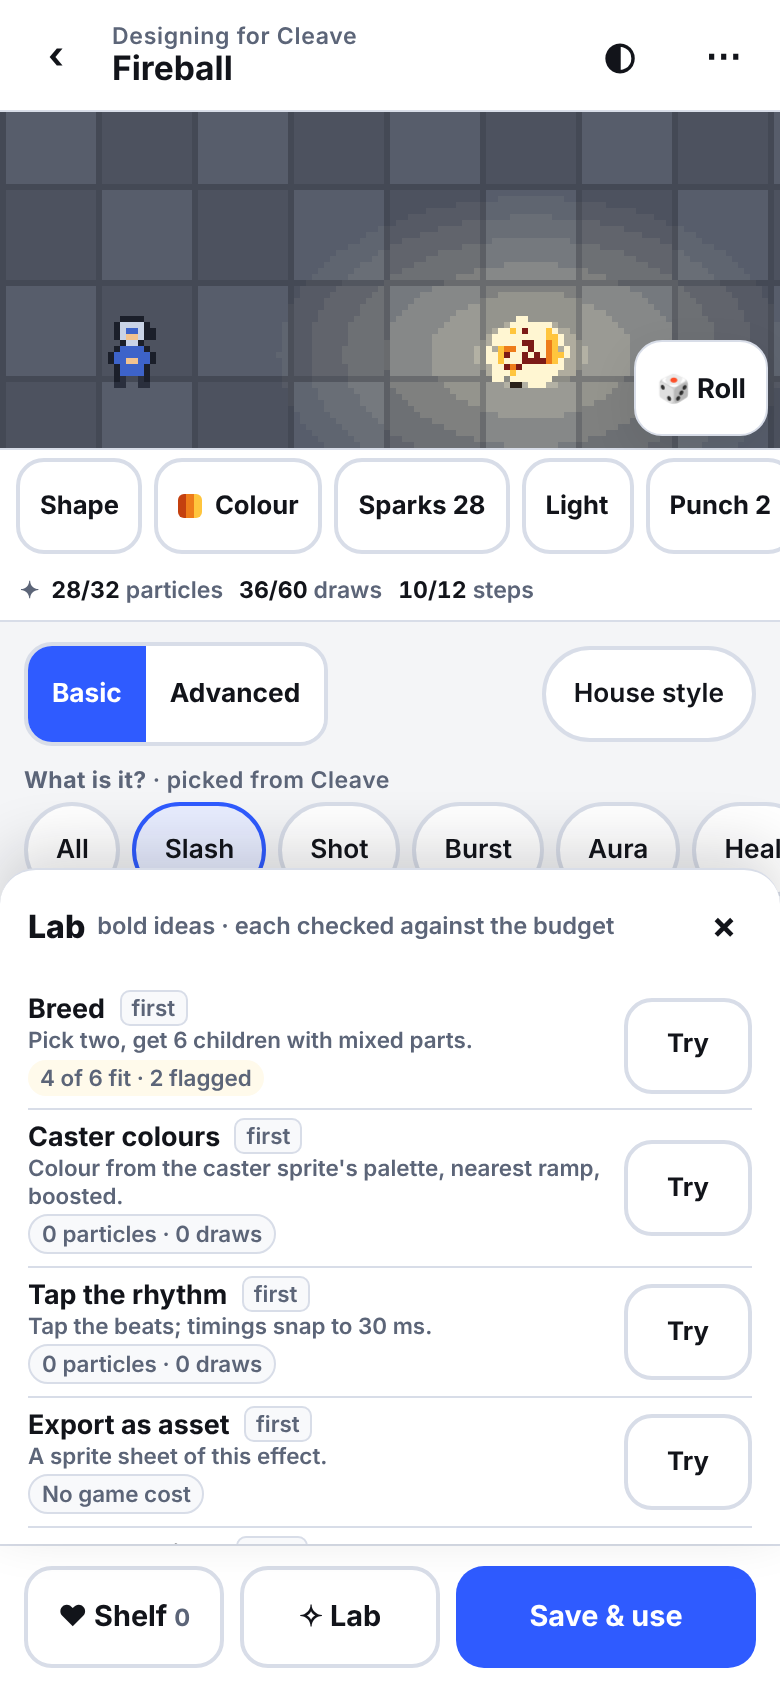 Designing for Cleave
Fireball
Roll
Shape
Colour
Sparks 28
Light
Punch 2
28/32 particles 36/60 draws 10/12 steps
Basic
Advanced
House style
What is it? · picked from Cleave
All
Slash
Shot
Burst
Aura
Heal
Lab bold ideas · each checked against the budget
Breed first
Pick two, get 6 children with mixed parts.
4 of 6 fit · 2 flagged
Try
Caster colours first
Colour from the caster sprite's palette, nearest ramp,
boosted.
0 particles · 0 draws
Try
Tap the rhythm first
Tap the beats; timings snap to 30 ms.
0 particles · 0 draws
Try
Export as asset first
A sprite sheet of this effect.
No game cost
Try
Shelf 0
Lab
Save & use